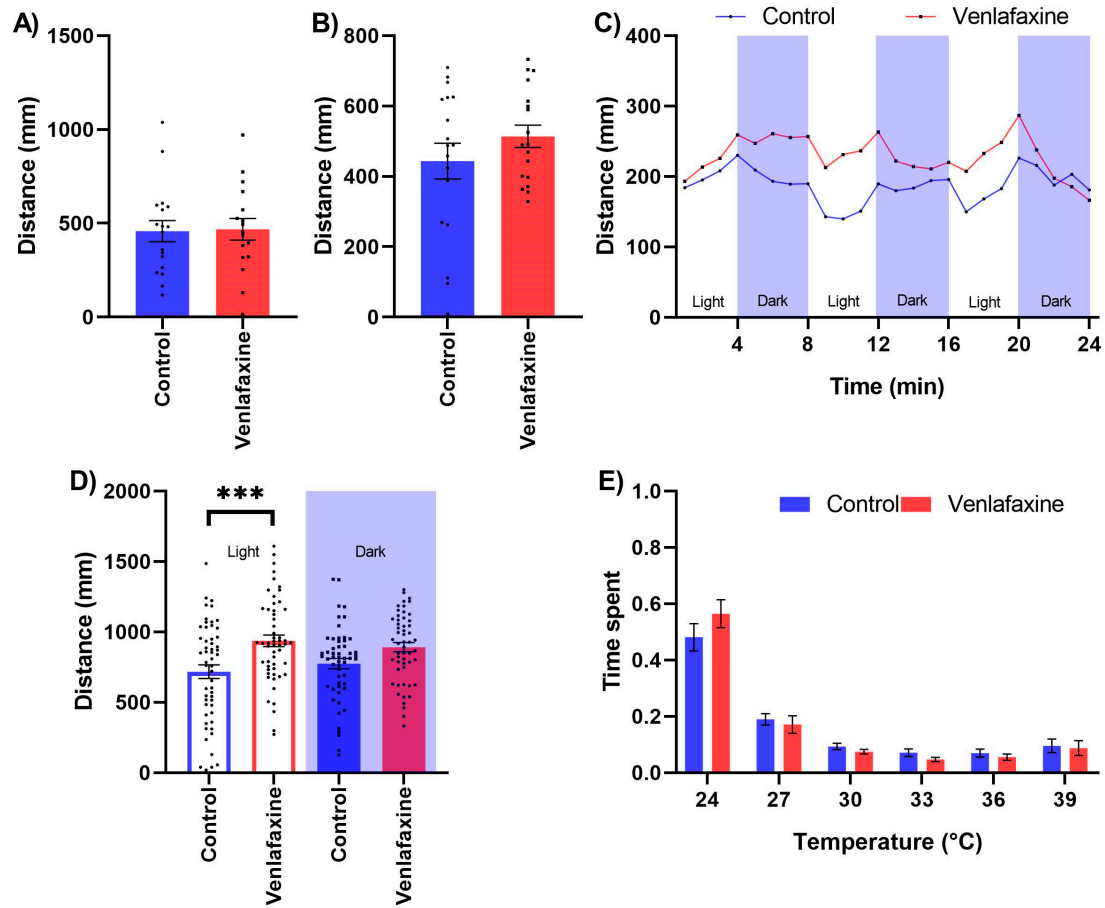 A)
Distance (mm)
1500
1000
500
0
Control
Venlafaxine
B)
Distance (mm)
800
600
400
200
0
Control
Venlafaxine
C)
Control
Venlafaxine
Distance (mm)
400
300
200
100
0
Light
Dark
Light
Dark
Light
Dark
4
8
12
16
20
24
Time (min)
D)
Distance (mm)
2000
1500
1000
500
0
***
Light
Dark
Control
Venlafaxine
Control
Venlafaxine
E)
Control
Venlafaxine
Time spent
1.0
0.8
0.6
0.4
0.2
0.0
24
27
30
33
36
39
Temperature (°C)